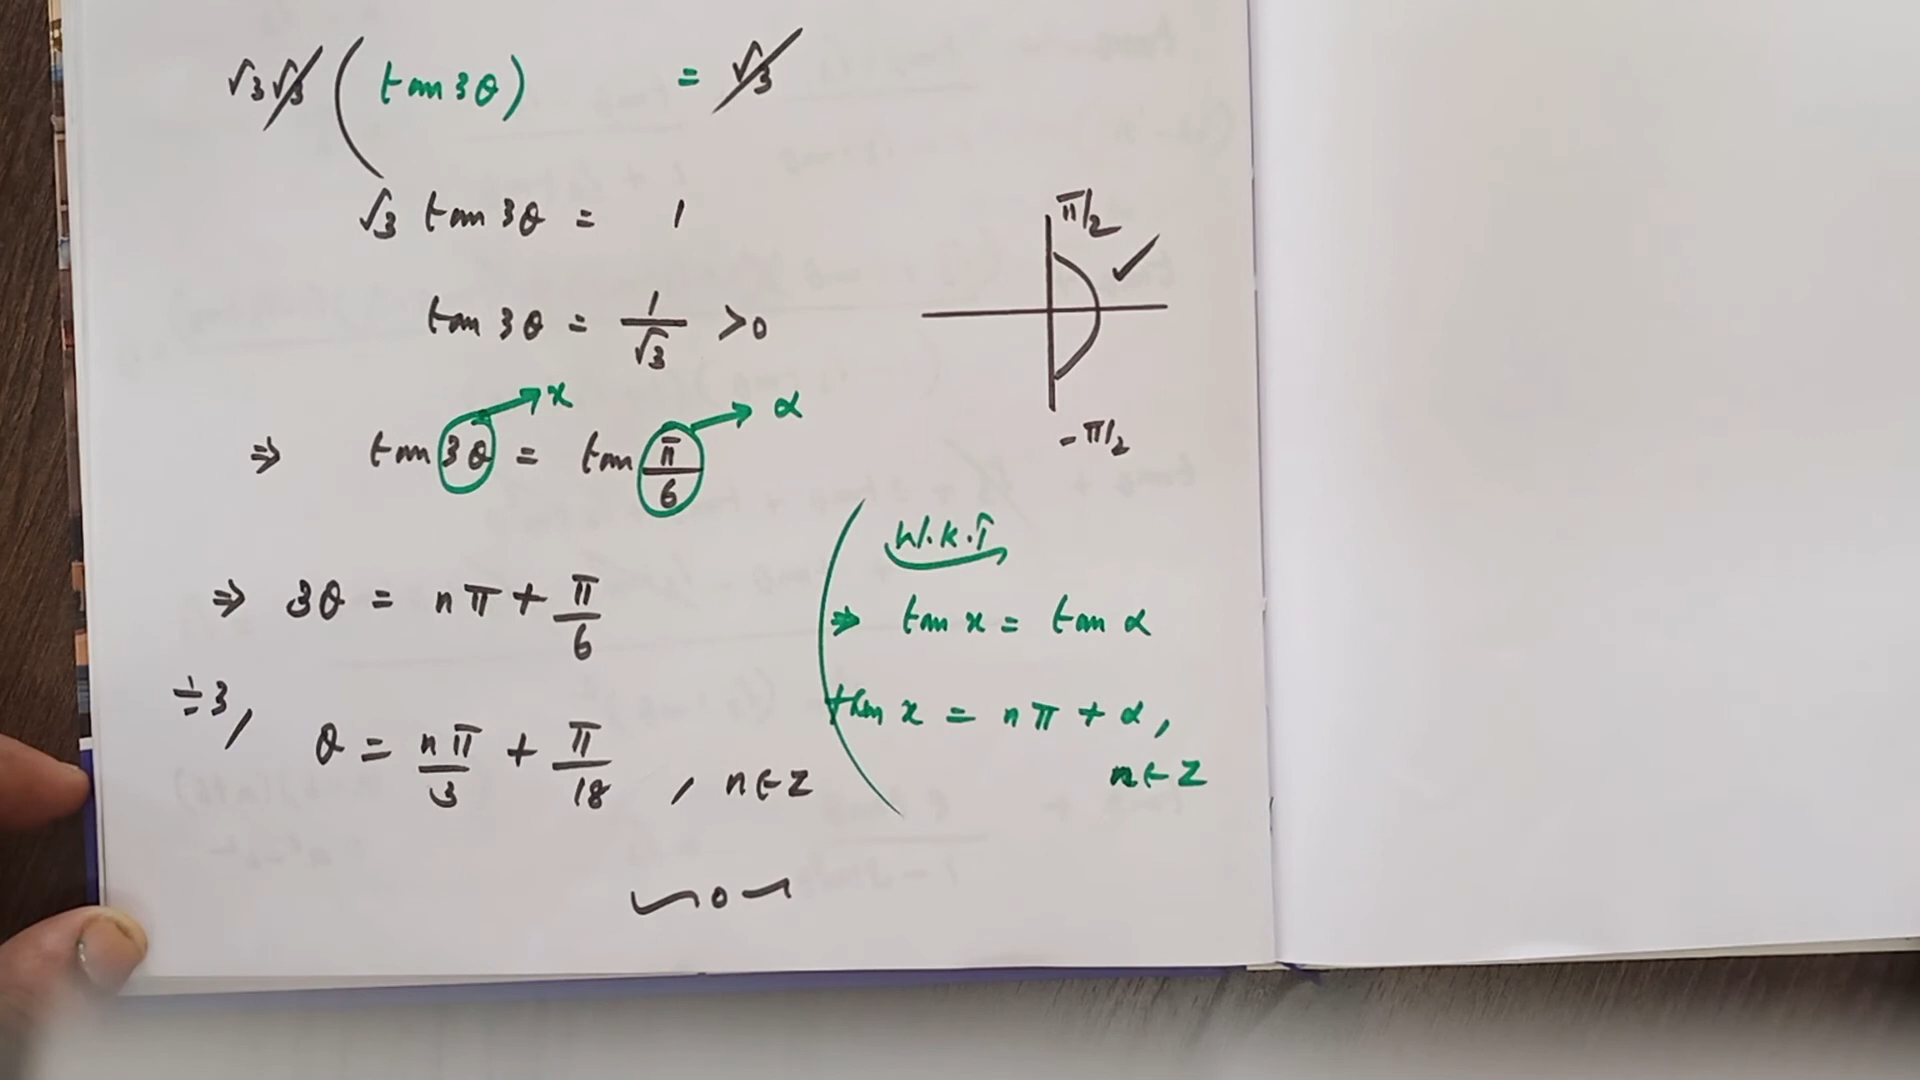 √3 √3 (tan 3θ) = √3
√3 tan 3θ = 1
tan 3θ = 1/√3 > 0
⇒ tan 3θ = tan π/6
x
α
⇒ 3θ = nπ + π/6
÷3,
θ = nπ/3 + π/18 , n∈Z
π/2
-π/2
W.K.T
⇒ tan x = tan α
then x = nπ + α,
n∈Z